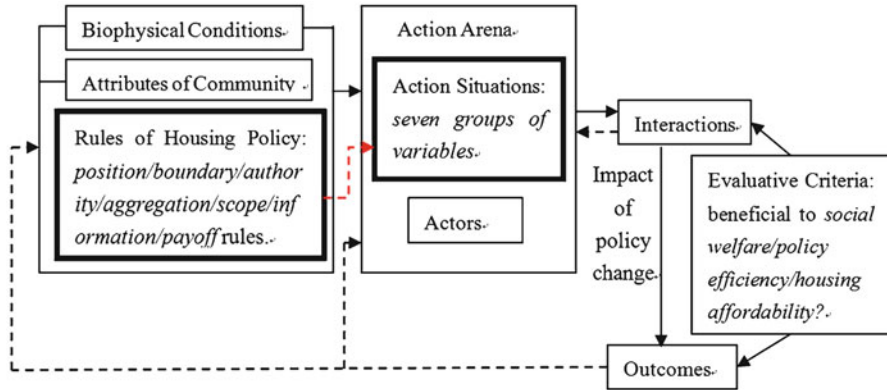 Biophysical Conditions
Attributes of Community
Rules of Housing Policy:
position/boundary/author
ity/aggregation/scope/inf
ormation/payoff rules.
Action Arena
Action Situations:
seven groups of
variables
Actors
Interactions
Impact
of
policy
change
Evaluative Criteria:
beneficial to social
welfare/policy
efficiency/housing
affordability?
Outcomes